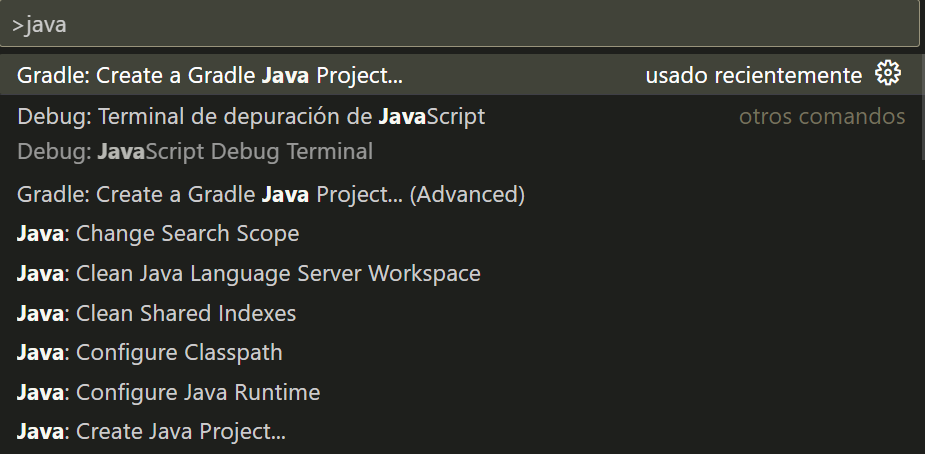 >java
Gradle: Create a Gradle Java Project... usado recientemente
Debug: Terminal de depuración de JavaScript otros comandos
Debug: JavaScript Debug Terminal
Gradle: Create a Gradle Java Project... (Advanced)
Java: Change Search Scope
Java: Clean Java Language Server Workspace
Java: Clean Shared Indexes
Java: Configure Classpath
Java: Configure Java Runtime
Java: Create Java Project...